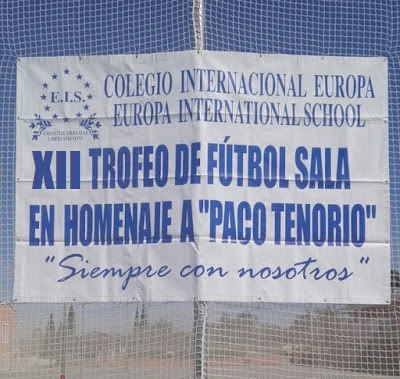 COLEGIO INTERNACIONAL EUROPA
E.I.S.
EUROPA INTERNATIONAL SCHOOL
XII TROFEO DE FÚTBOL SALA
EN HOMENAJE A "PACO TENORIO"
"Siempre con nosotros"